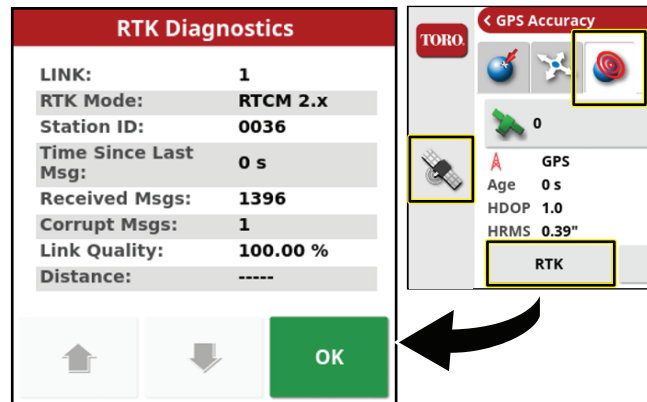 RTK Diagnostics
LINK: 1
RTK Mode: RTCM 2.x
Station ID: 0036
Time Since Last
Msg: 0 s
Received Msgs: 1396
Corrupt Msgs: 1
Link Quality: 100.00 %
Distance: -----
OK
TORO.
< GPS Accuracy
0
GPS
Age 0 s
HDOP 1.0
HRMS 0.39"
RTK